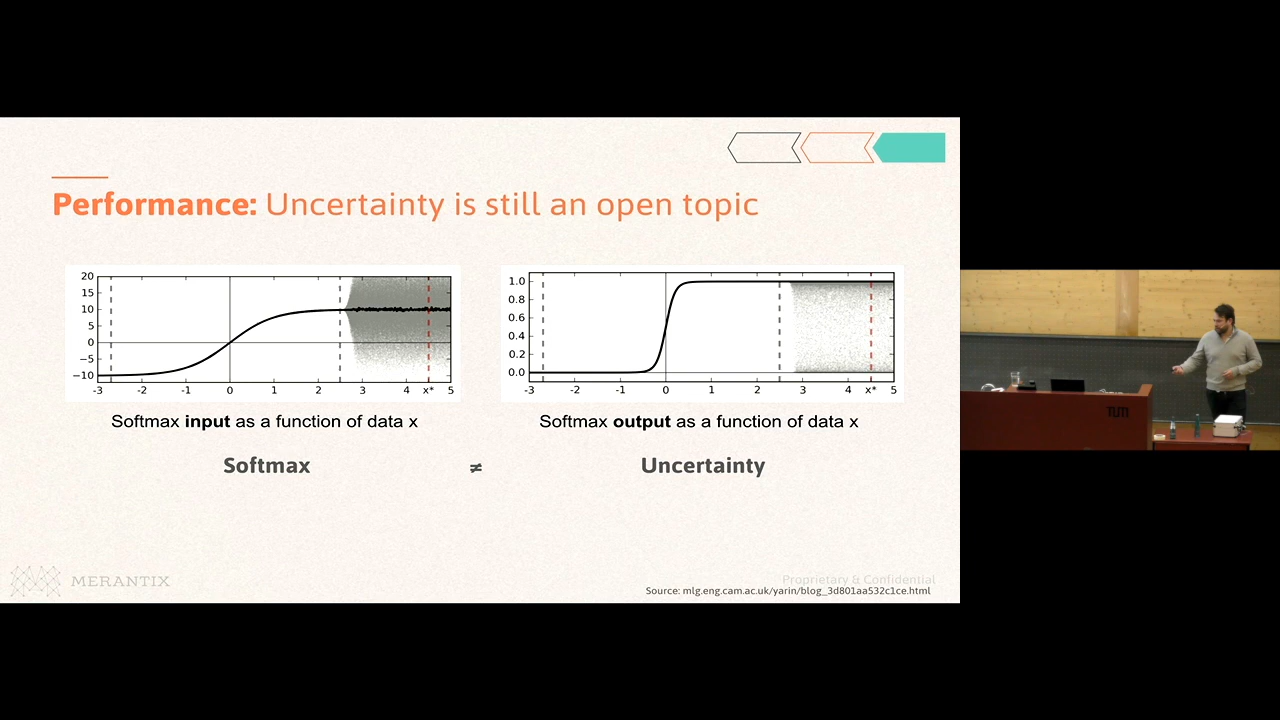 Performance: Uncertainty is still an open topic
20
15
10
5
0
−5
−10
-3 -2 -1 0 1 2 3 4 x* 5
1.0
0.8
0.6
0.4
0.2
0.0
-3 -2 -1 0 1 2 3 4 x* 5
Softmax input as a function of data x
Softmax output as a function of data x
Softmax ≠ Uncertainty
MERANTIX
Proprietary & Confidential
Source: mlg.eng.cam.ac.uk/yarin/blog_3d801aa532c1ce.html
TUM